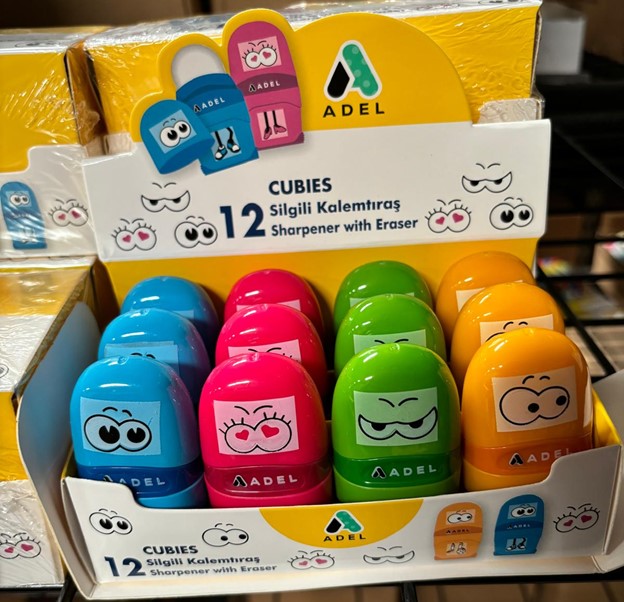 ADEL
ADEL
ADEL
CUBIES
12 Silgili Kalemtıraş
Sharpener with Eraser
ADEL
ADEL
ADEL
ADEL
ADEL
CUBIES
12 Silgili Kalemtıraş
Sharpener with Eraser